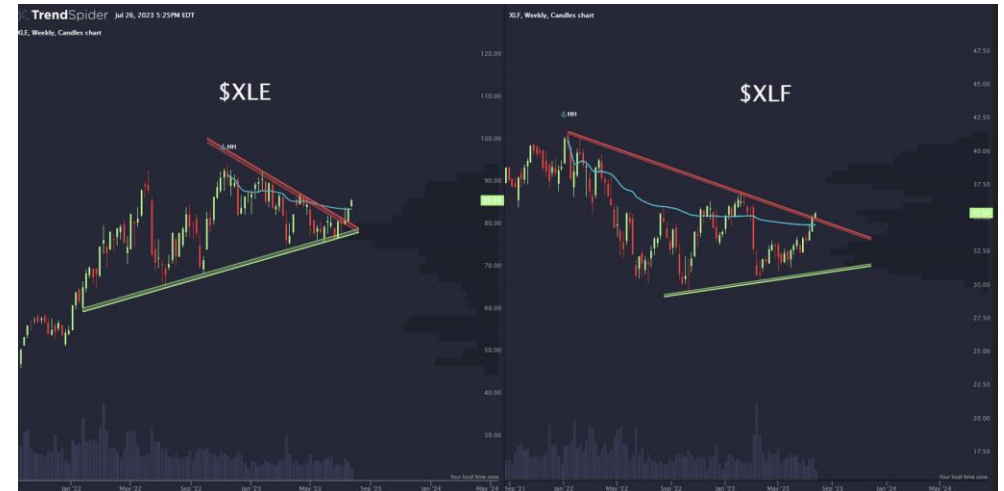 TrendSpider Jul 26, 2023 5:25PM EDT
XLE, Weekly, Candles chart
$XLE
HH
120.00
110.00
100.00
90.00
80.00
70.00
60.00
50.00
40.00
30.00
Your local time zone
Jan '22 May '22 Sep '22 Jan '23 May '23 Sep '23 Jan '24 May '24
XLF, Weekly, Candles chart
$XLF
HH
47.50
45.00
42.50
40.00
37.50
32.50
30.00
27.50
25.00
22.50
20.00
17.50
Your local time zone
Sep '21 Jan '22 May '22 Sep '22 Jan '23 May '23 Sep '23 Jan '24 May '24